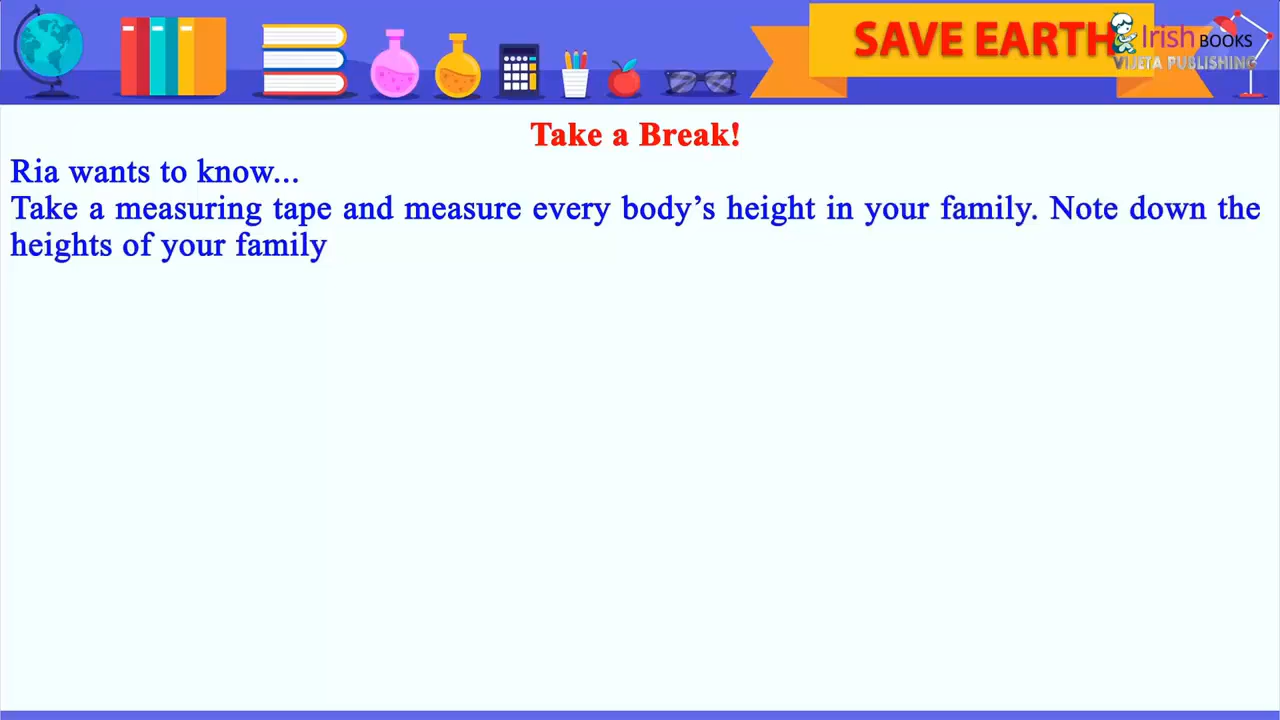 SAVE EARTH
Irish BOOKS
VIJETA PUBLISHING
Take a Break!
Ria wants to know...
Take a measuring tape and measure every body’s height in your family. Note down the
heights of your family